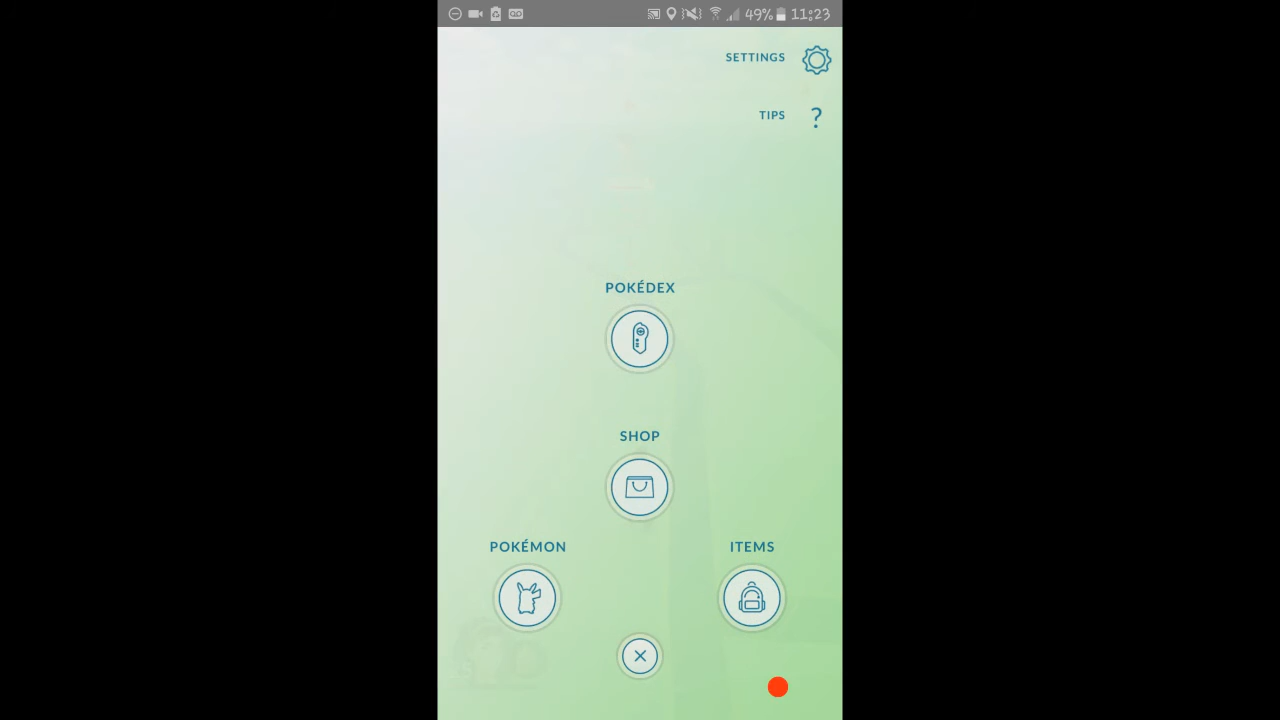 49% 11:23
SETTINGS
TIPS ?
POKÉDEX
SHOP
POKÉMON ITEMS